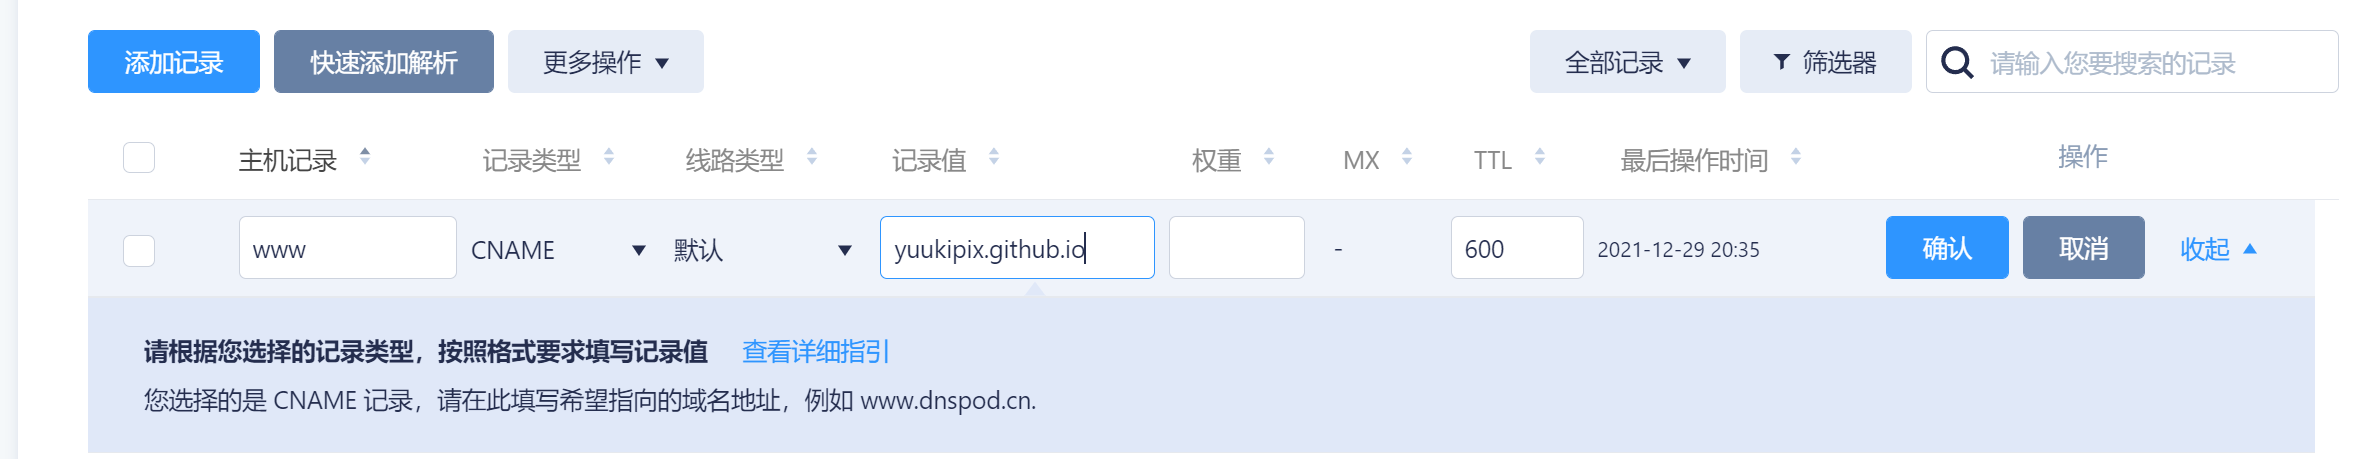 添加记录 快速添加解析 更多操作 全部记录 筛选器 请输入您要搜索的记录
主机记录 记录类型 线路类型 记录值 权重 MX TTL 最后操作时间 操作
www CNAME 默认 yuukipix.github.io - 600 2021-12-29 20:35 确认 取消 收起
请根据您选择的记录类型，按照格式要求填写记录值 查看详细指引
您选择的是 CNAME 记录，请在此填写希望指向的域名地址，例如 www.dnspod.cn.